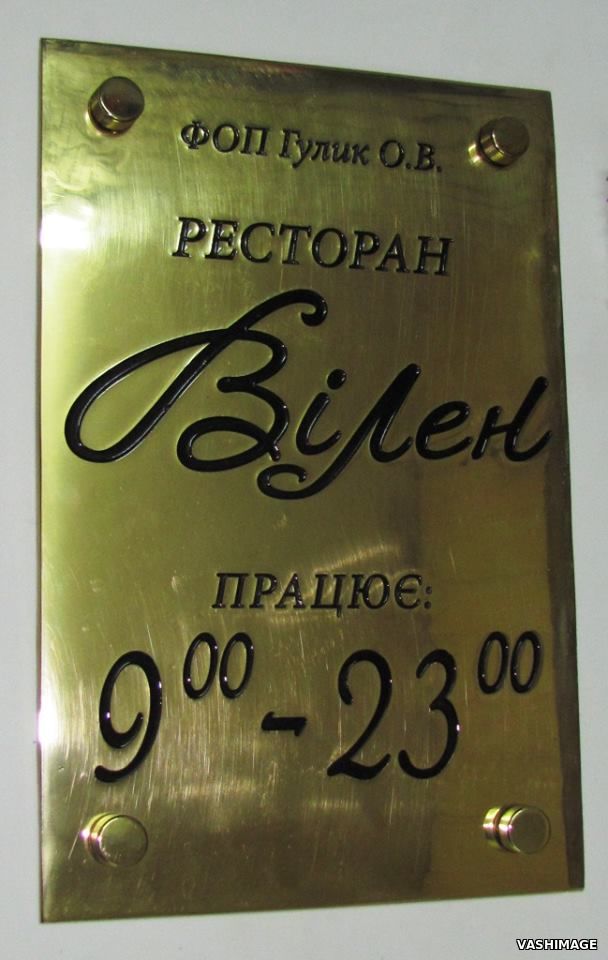 ФОП Гулик О.В.
РЕСТОРАН
Вілен
ПРАЦЮЄ:
9⁰⁰ - 23⁰⁰
VASHIMAGE